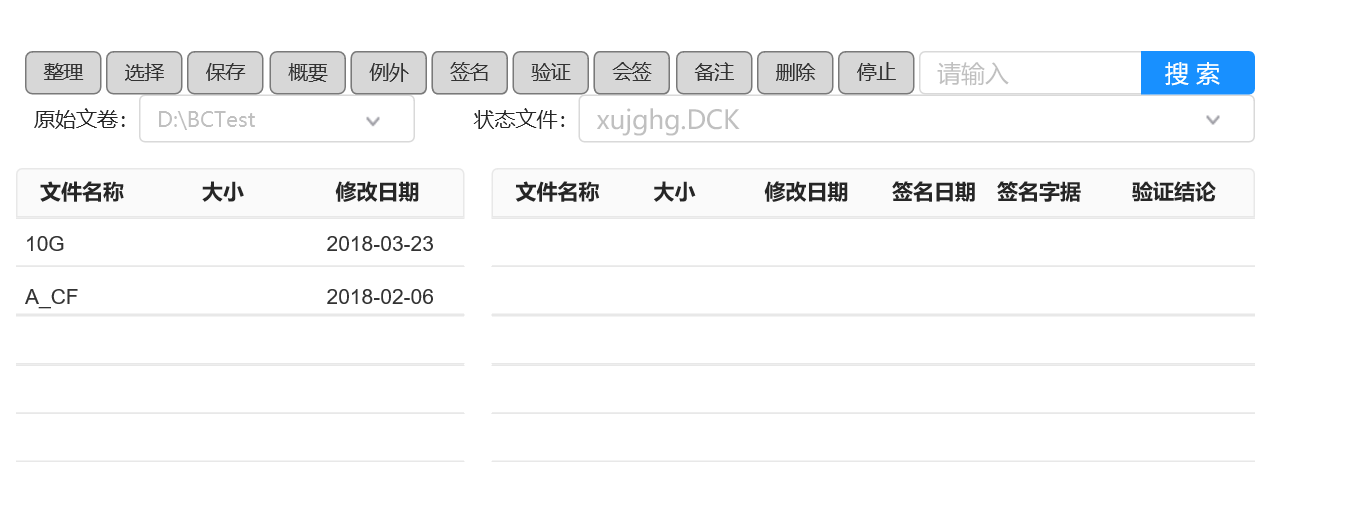 整理 选择 保存 概要 例外 签名 验证 会签 备注 删除 停止 请输入 搜 索
原始文卷： D:\BCTest 状态文件： xujghg.DCK
文件名称 大小 修改日期 文件名称 大小 修改日期 签名日期 签名字据 验证结论
10G 2018-03-23
A_CF 2018-02-06